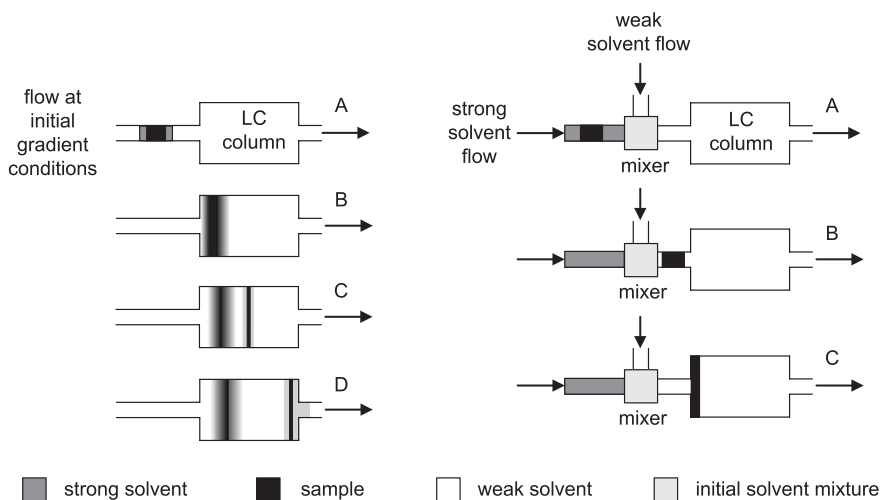 flow at
initial
gradient
conditions
LC
column
A
B
C
D
weak
solvent flow
strong
solvent
flow
mixer
LC
column
A
mixer
B
mixer
C
strong solvent
sample
weak solvent
initial solvent mixture